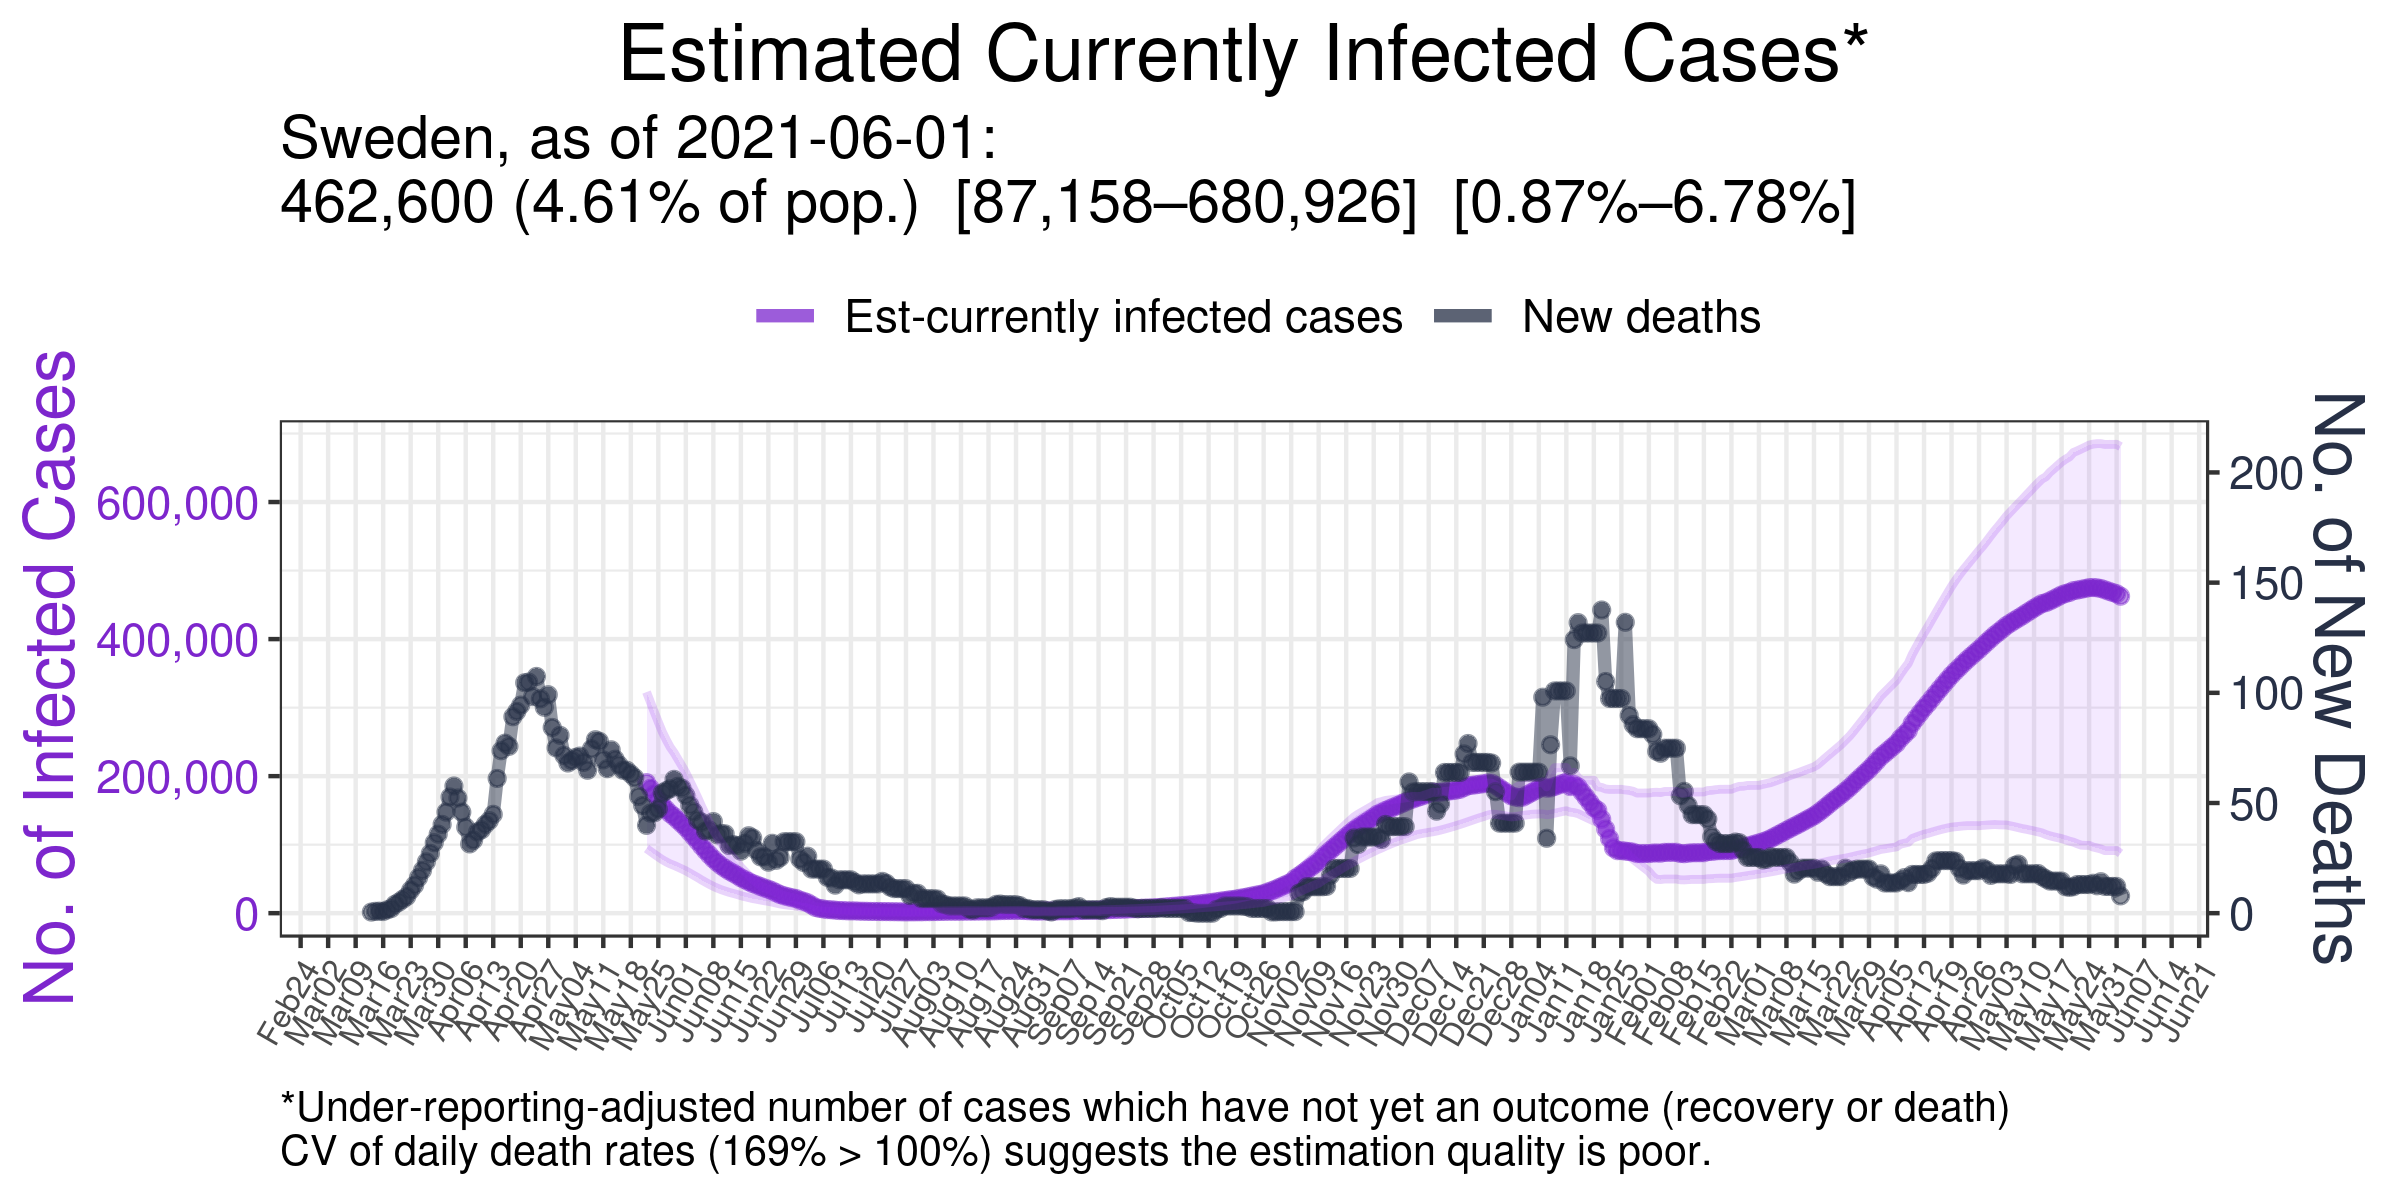 Estimated Currently Infected Cases*
Sweden, as of 2021-06-01:
462,600 (4.61% of pop.)  [87,158–680,926]  [0.87%–6.78%]
Est-currently infected cases
New deaths
No. of Infected Cases
600,000
400,000
200,000
0
200
150
100
50
0
No. of New Deaths
Feb24
Mar02
Mar09
Mar16
Mar23
Mar30
Apr06
Apr13
Apr20
Apr27
May04
May11
May18
May25
Jun01
Jun08
Jun15
Jun22
Jun29
Jul06
Jul13
Jul20
Jul27
Aug03
Aug10
Aug17
Aug24
Aug31
Sep07
Sep14
Sep21
Sep28
Oct05
Oct12
Oct19
Oct26
Nov02
Nov09
Nov16
Nov23
Nov30
Dec07
Dec14
Dec21
Dec28
Jan04
Jan11
Jan18
Jan25
Feb01
Feb08
Feb15
Feb22
Mar01
Mar08
Mar15
Mar22
Mar29
Apr05
Apr12
Apr19
Apr26
May03
May10
May17
May24
May31
Jun07
Jun14
Jun21
*Under-reporting-adjusted number of cases which have not yet an outcome (recovery or death)
CV of daily death rates (169% > 100%) suggests the estimation quality is poor.